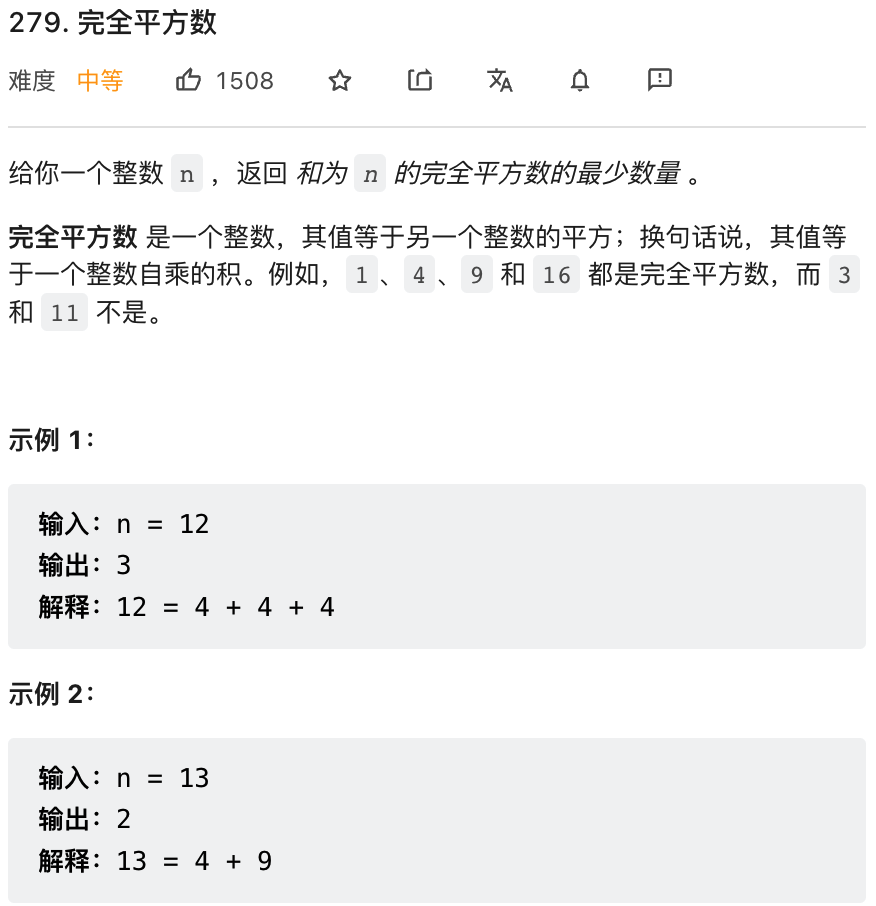 279. 完全平方数
难度 中等 1508
给你一个整数 n ，返回 和为 n 的完全平方数的最少数量 。
完全平方数 是一个整数，其值等于另一个整数的平方；换句话说，其值等
于一个整数自乘的积。例如，1、4、9 和 16 都是完全平方数，而 3
和 11 不是。
示例 1：
输入：n = 12
输出：3
解释：12 = 4 + 4 + 4
示例 2：
输入：n = 13
输出：2
解释：13 = 4 + 9